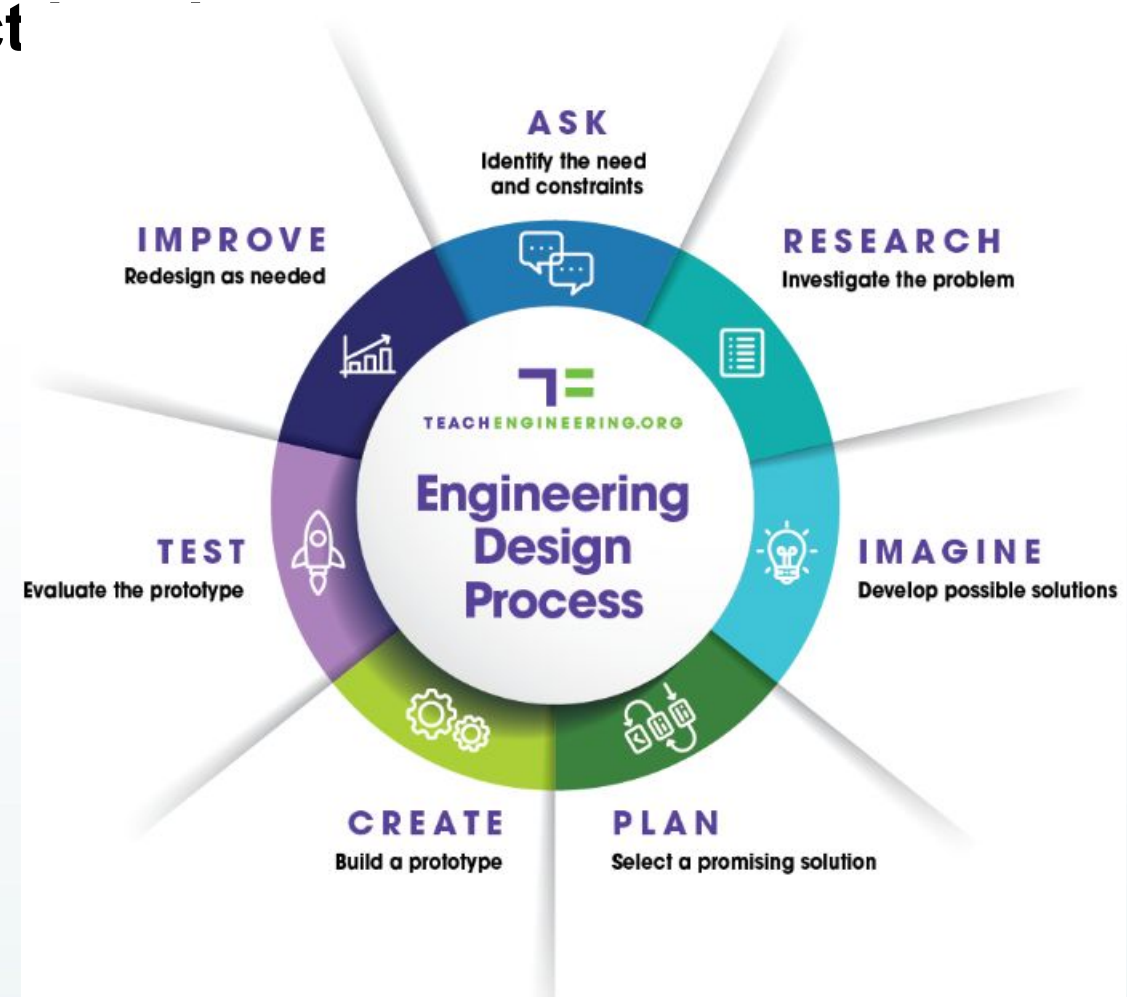 ASK
Identify the need
and constraints
RESEARCH
Investigate the problem
IMAGINE
Develop possible solutions
PLAN
Select a promising solution
CREATE
Build a prototype
TEST
Evaluate the prototype
IMPROVE
Redesign as needed
TEACHENGINEERING.ORG
Engineering
Design
Process